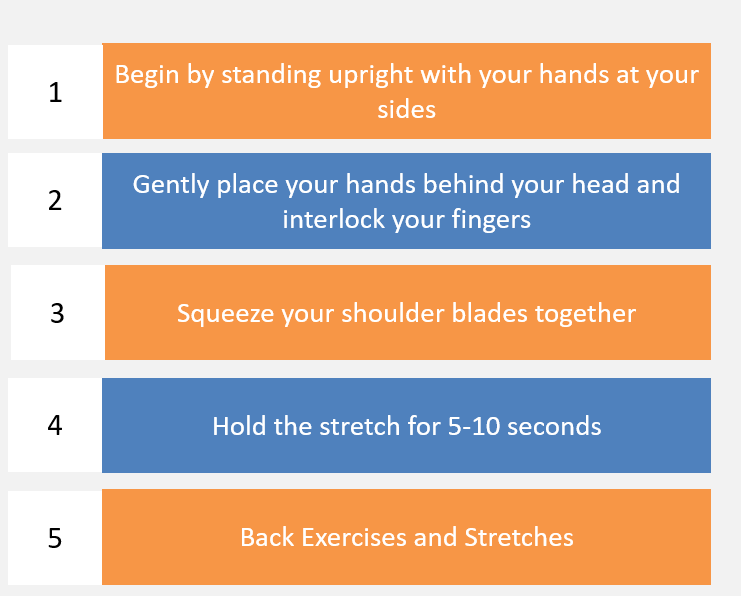 1
Begin by standing upright with your hands at your
sides
2
Gently place your hands behind your head and
interlock your fingers
3
Squeeze your shoulder blades together
4
Hold the stretch for 5-10 seconds
5
Back Exercises and Stretches